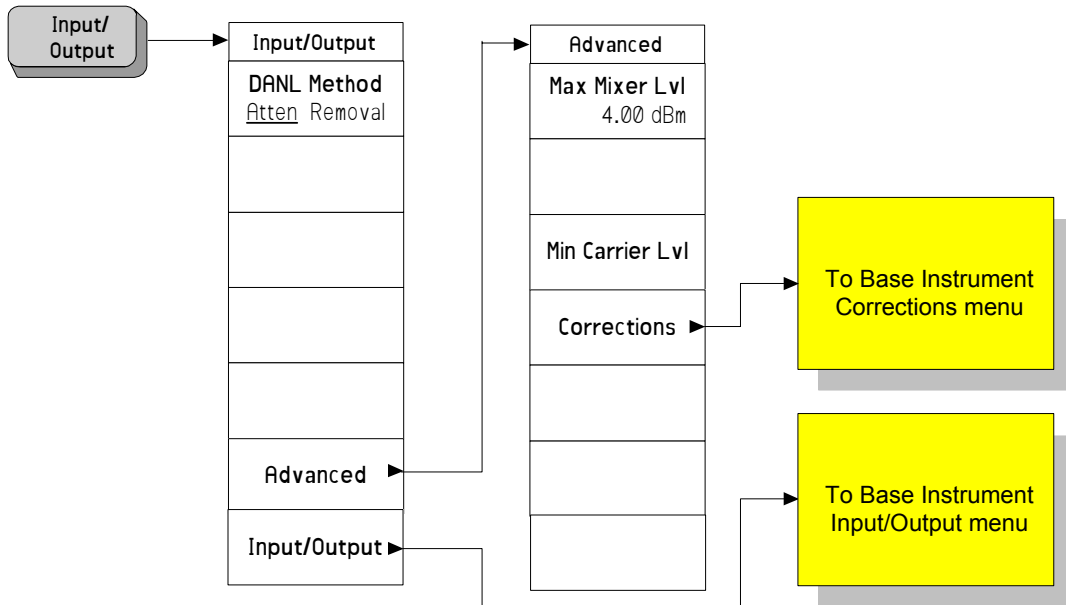 Input/
Output
Input/Output
DANL Method
Atten Removal
Advanced
Input/Output
Advanced
Max Mixer Lvl
4.00 dBm
Min Carrier Lvl
Corrections
To Base Instrument
Corrections menu
To Base Instrument
Input/Output menu